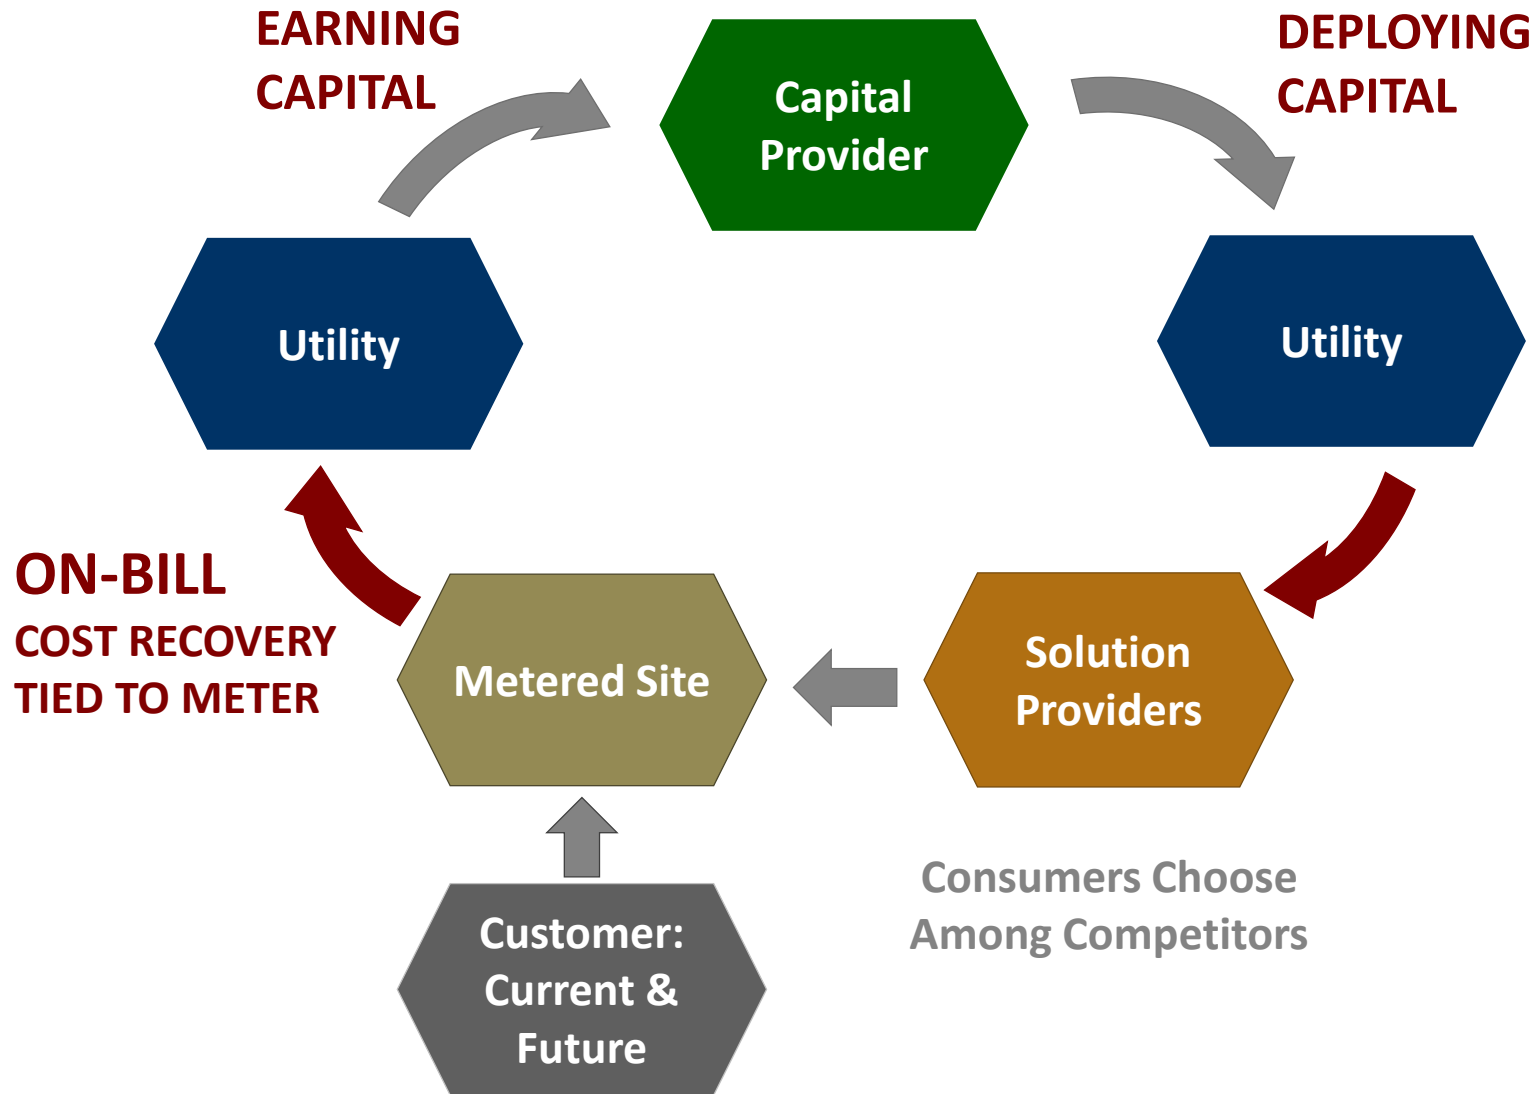 EARNING
CAPITAL
Capital
Provider
DEPLOYING
CAPITAL
Utility
Utility
ON-BILL
COST RECOVERY
TIED TO METER
Metered Site
Solution
Providers
Consumers Choose
Among Competitors
Customer:
Current &
Future